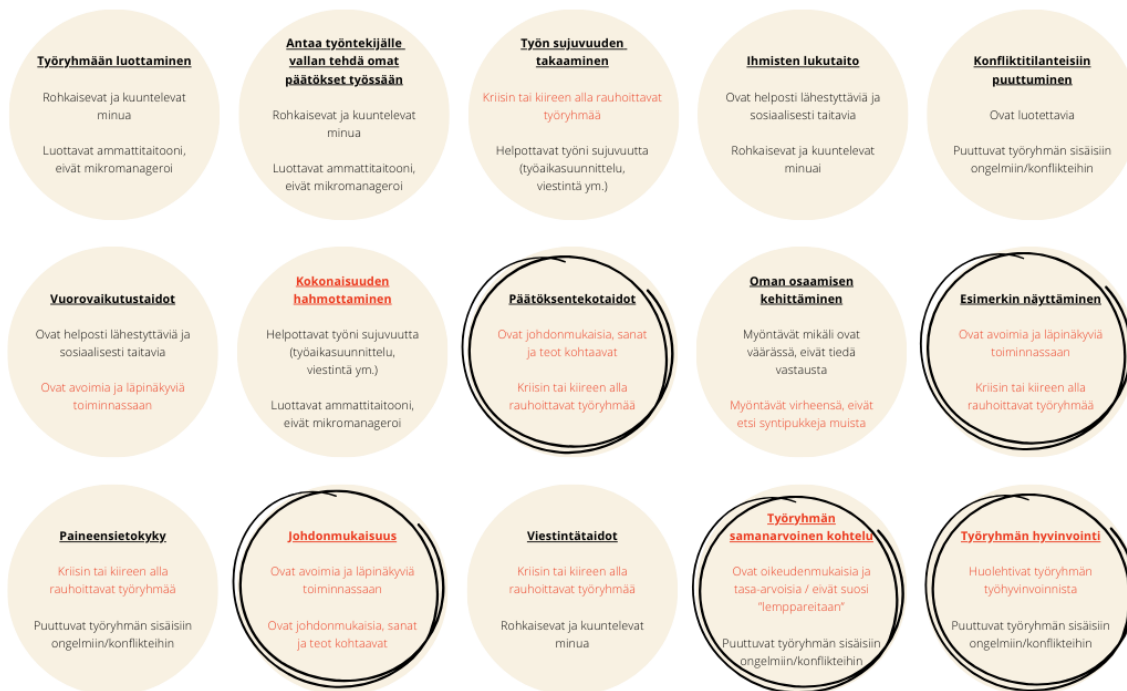 Työryhmään luottaminen
Rohkaisevat ja kuuntelevat
minua
Luottavat ammattitaitooni,
eivät mikromanageroi
Antaa työntekijälle
vallan tehdä omat
päätökset työssään
Rohkaisevat ja kuuntelevat
minua
Luottavat ammattitaitooni,
eivät mikromanageroi
Työn sujuvuuden
takaaminen
Kriisin tai kiireen alla rauhoittavat
työryhmää
Helpottavat työni sujuvuutta
(työaikasuunnittelu,
viestintä ym.)
Ihmisten lukutaito
Ovat helposti lähestyttäviä ja
sosiaalisesti taitavia
Rohkaisevat ja kuuntelevat
minuai
Konfliktitilanteisiin
puuttuminen
Ovat luotettavia
Puuttuvat työryhmän sisäisiin
ongelmiin/konflikteihin
Vuorovaikutustaidot
Ovat helposti lähestyttäviä ja
sosiaalisesti taitavia
Ovat avoimia ja läpinäkyviä
toiminnassaan
Kokonaisuuden
hahmottaminen
Helpottavat työni sujuvuutta
(työaikasuunnittelu,
viestintä ym.)
Luottavat ammattitaitooni,
eivät mikromanageroi
Päätöksentekotaidot
Ovat johdonmukaisia, sanat
ja teot kohtaavat
Kriisin tai kiireen alla
rauhoittavat työryhmää
Oman osaamisen
kehittäminen
Myöntävät mikäli ovat
väärässä, eivät tiedä
vastausta
Myöntävät virheensä, eivät
etsi syntipukkeja muista
Esimerkin näyttäminen
Ovat avoimia ja läpinäkyviä
toiminnassaan
Kriisin tai kiireen alla
rauhoittavat työryhmää
Paineensietokyky
Kriisin tai kiireen alla
rauhoittavat työryhmää
Puuttuvat työryhmän sisäisiin
ongelmiin/konflikteihin
Johdonmukaisuus
Ovat avoimia ja läpinäkyviä
toiminnassaan
Ovat johdonmukaisia, sanat
ja teot kohtaavat
Viestintätaidot
Kriisin tai kiireen alla
rauhoittavat työryhmää
Rohkaisevat ja kuuntelevat
minua
Työryhmän
samanarvoinen kohtelu
Ovat oikeudenmukaisia ja
tasa-arvoisia / eivät suosi
"lemppareitaan"
Puuttuvat työryhmän sisäisiin
ongelmiin/konflikteihin
Työryhmän hyvinvointi
Huolehtivat työryhmän
työhyvinvoinnista
Puuttuvat työryhmän sisäisiin
ongelmiin/konflikteihin